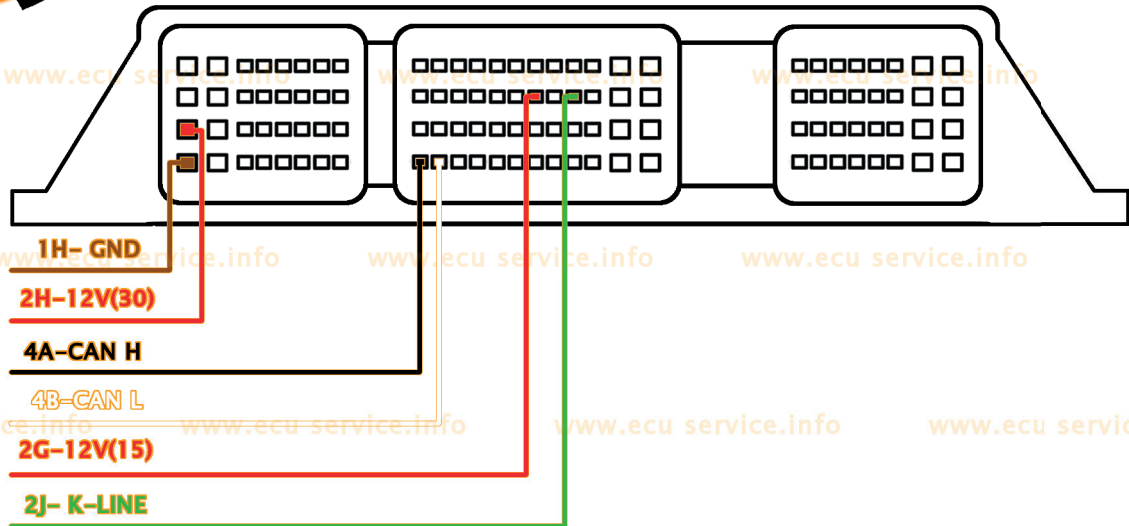 www.ecu service.info www.ecu service.info www.ecu service.info
1H- GND
www.ecu service.info www.ecu service.info www.ecu service.info
2H-12V(30)
4A-CAN H
4B-CAN L
ce.info www.ecu service.info www.ecu service.info www.ecu servic
2G-12V(15)
2J- K-LINE